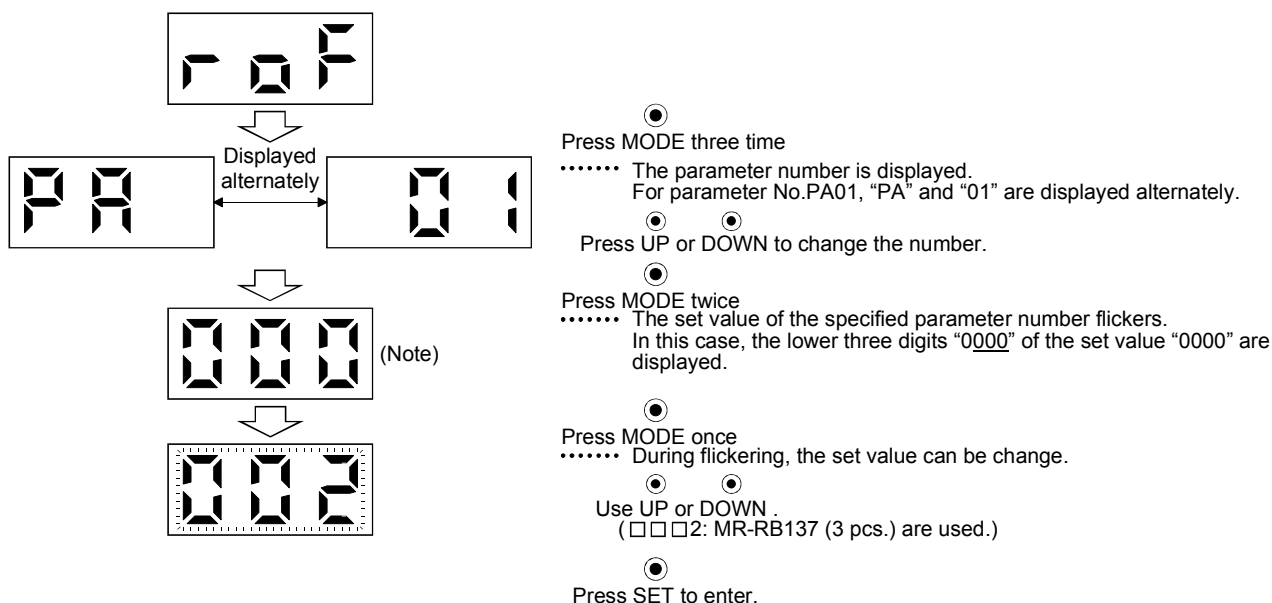 roF
Press MODE three time
PA
Displayed
alternately
01
....... The parameter number is displayed.
For parameter No.PA01, “PA” and “01” are displayed alternately.
Press UP or DOWN to change the number.
Press MODE twice
000
(Note)
....... The set value of the specified parameter number flickers.
In this case, the lower three digits “0000” of the set value “0000” are
displayed.
Press MODE once
002
....... During flickering, the set value can be change.
Use UP or DOWN .
( □□□2: MR-RB137 (3 pcs.) are used.)
Press SET to enter.